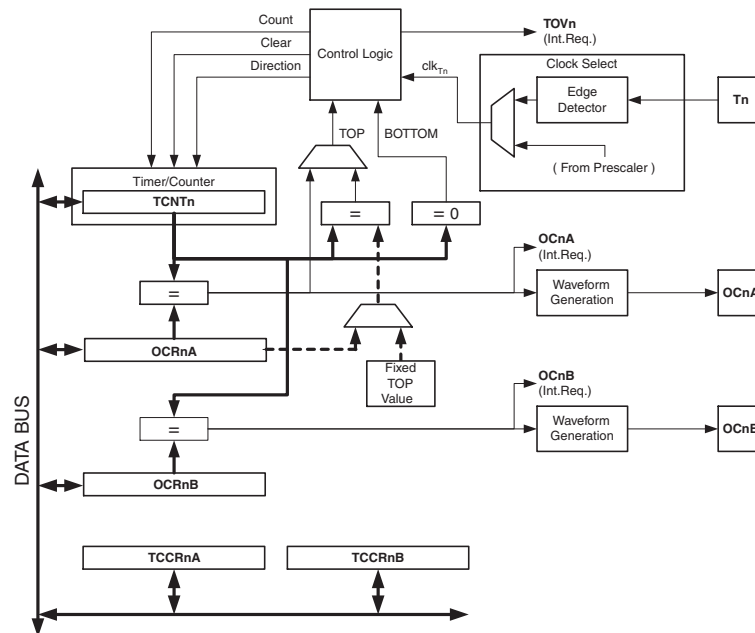 Count
Clear
Direction
Control Logic
TOVn
(Int.Req.)
clkTn
Clock Select
Edge
Detector
Tn
( From Prescaler )
TOP
BOTTOM
Timer/Counter
TCNTn
=
= 0
OCnA
(Int.Req.)
=
Waveform
Generation
OCnA
OCRnA
Fixed
TOP
Value
OCnB
(Int.Req.)
=
Waveform
Generation
OCnB
OCRnB
TCCRnA
TCCRnB
DATA BUS